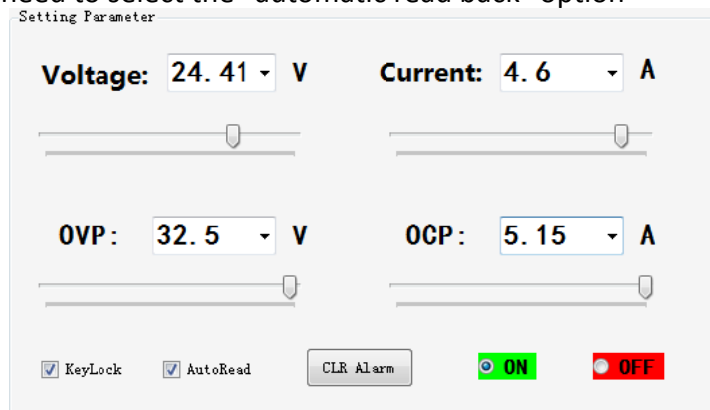 need to select the "automatic read back" option
Setting Parameter
Voltage: 24.41 V Current: 4.6 A
OVP: 32.5 V OCP: 5.15 A
KeyLock AutoRead CLR Alarm ON OFF